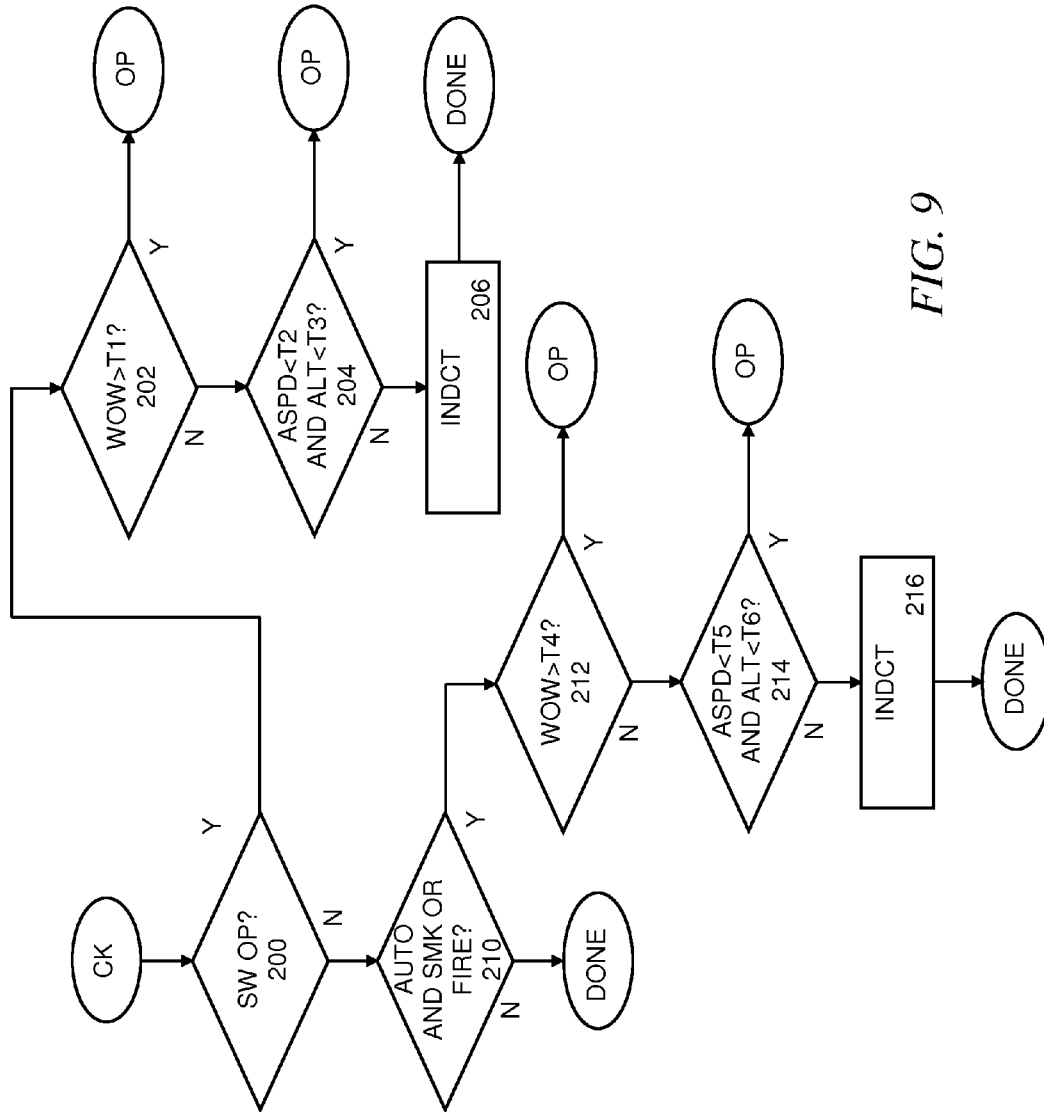 CK
SW OP?
200
Y
N
WOW>T1?
202
Y
N
OP
ASPD<T2
AND ALT<T3?
204
Y
N
OP
INDCT
206
DONE
AUTO
AND SMK OR
FIRE?
210
Y
N
DONE
WOW>T4?
212
Y
N
OP
ASPD<T5
AND ALT<T6?
214
Y
N
OP
INDCT
216
DONE
FIG. 9